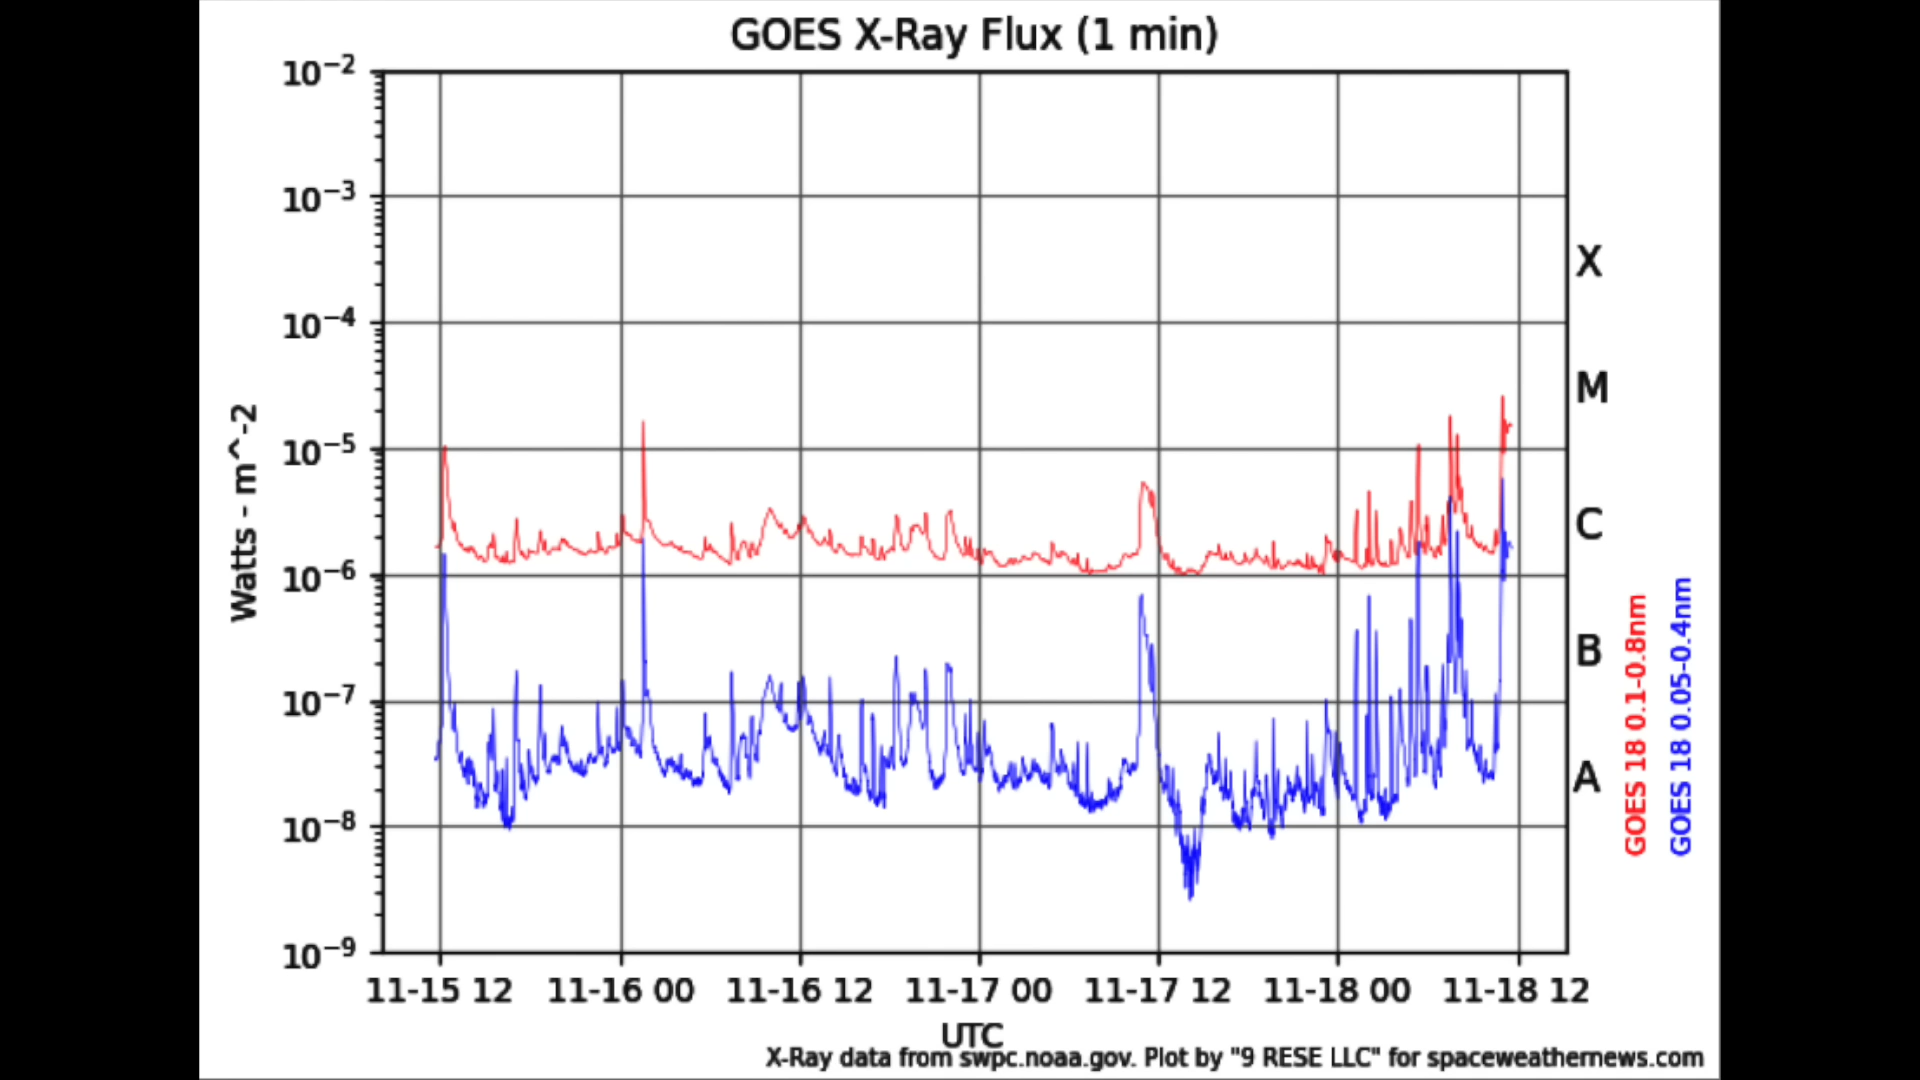 GOES X-Ray Flux (1 min)
10⁻²
10⁻³
10⁻⁴
10⁻⁵
10⁻⁶
10⁻⁷
10⁻⁸
10⁻⁹
Watts - m^-2
X
M
C
B
A
GOES 18 0.1-0.8nm
GOES 18 0.05-0.4nm
11-15 12 11-16 00 11-16 12 11-17 00 11-17 12 11-18 00 11-18 12
UTC
X-Ray data from swpc.noaa.gov. Plot by "9 RESE LLC" for spaceweathernews.com